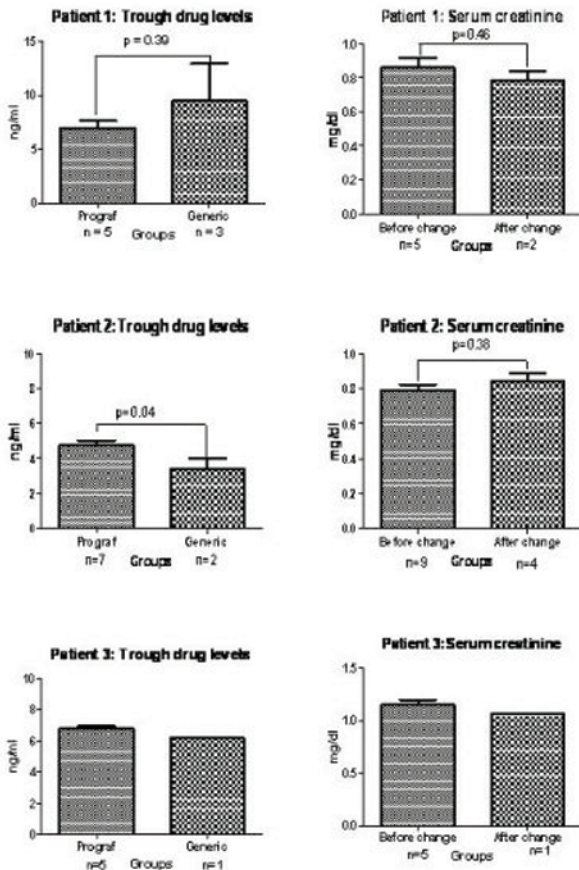 Patient 1: Trough drug levels
p = 0.39
15
10
5
0
ng/ml
Prograf
Generic
n = 5
Groups
n = 3
Patient 1: Serum creatinine
p=0.46
1.0
0.8
0.6
0.4
0.2
0.0
mg/dl
Before change
After change
n=5
Groups
n=2
Patient 2: Trough drug levels
p=0.04
10
8
6
4
2
0
ng/ml
Prograf
Generic
n=7
Groups
n=2
Patient 2: Serum creatinine
p=0.38
1.0
0.8
0.6
0.4
0.2
0.0
mg/dl
Before change
After change
n=9
Groups
n=4
Patient 3: Trough drug levels
10
8
6
4
2
0
ng/ml
Prograf
Generic
n=5
Groups
n=1
Patient 3: Serum creatinine
1.5
1.0
0.5
0.0
mg/dl
Before change
After change
n=5
Groups
n=1